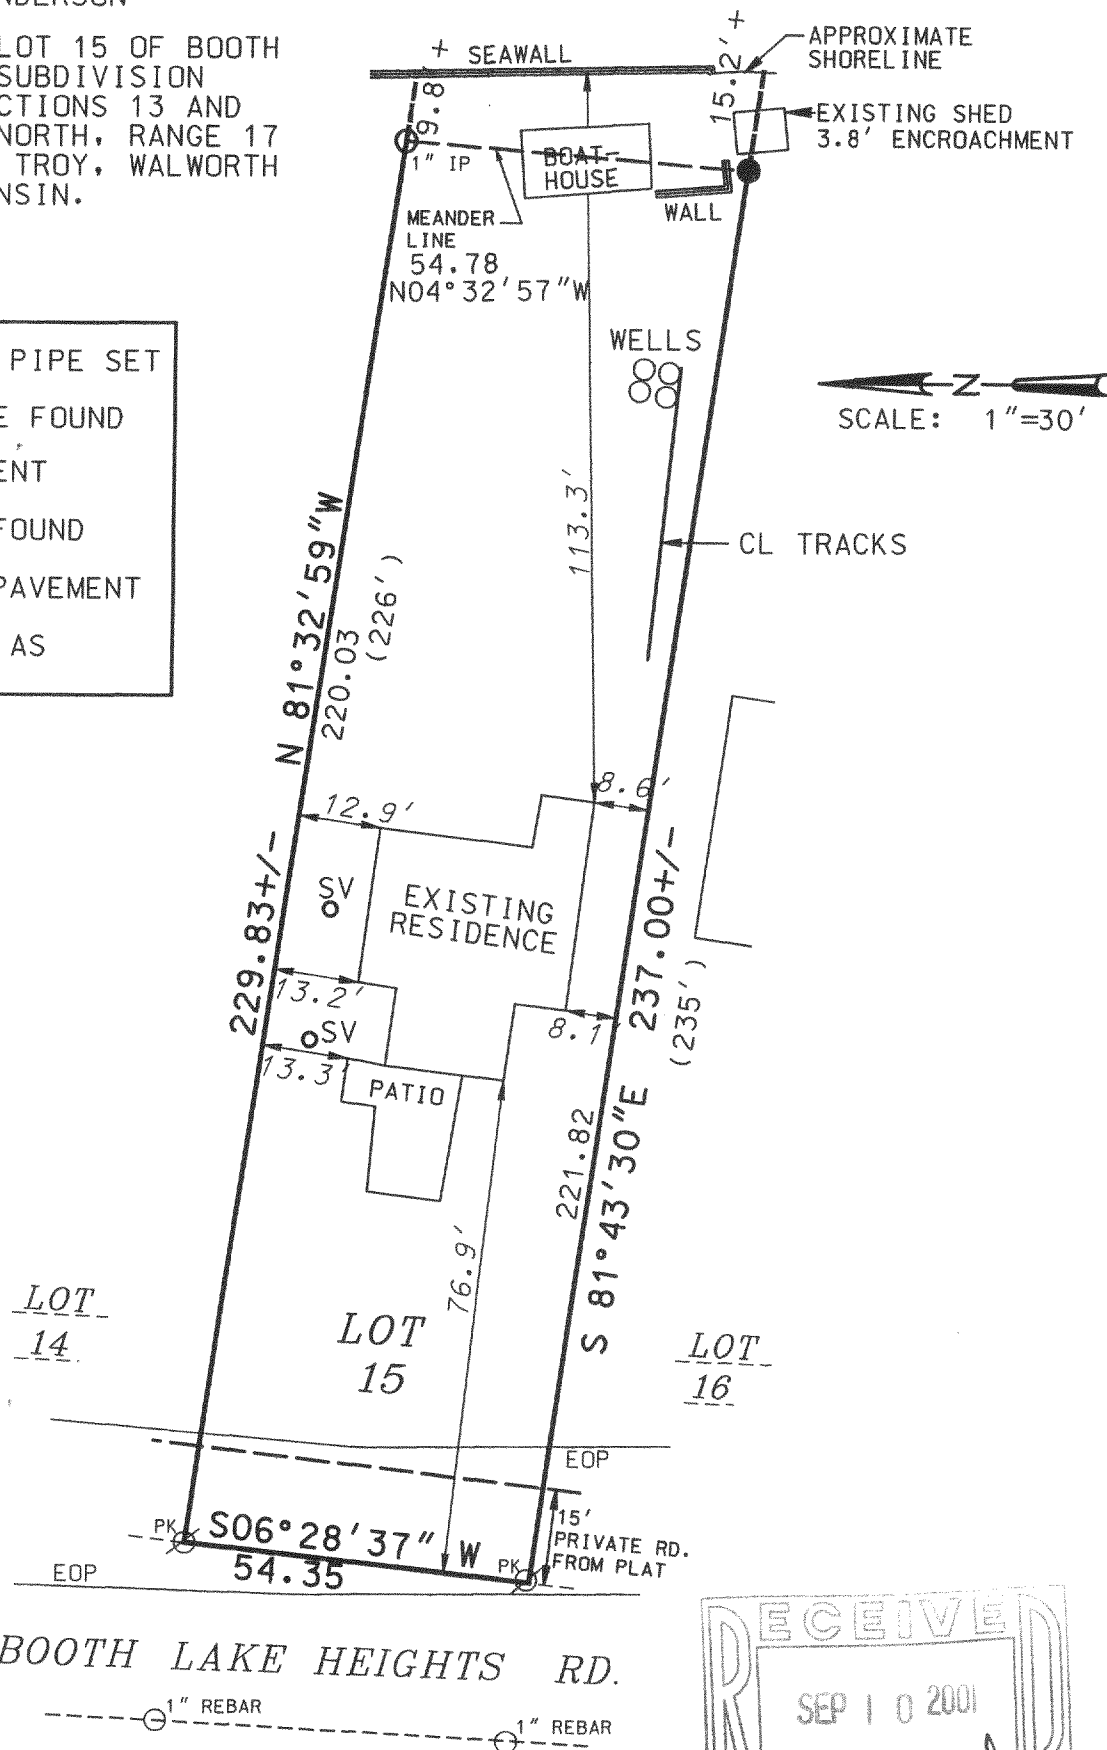 LOT 15 OF BOOTH
SUBDIVISION
CTIONS 13 AND
NORTH, RANGE 17
TROY, WALWORTH
NSIN.
SEAWALL
15.2'
APPROXIMATE
SHORELINE
EXISTING SHED
3.8' ENCROACHMENT
9.8
1" IP
BOAT-
HOUSE
WALL
MEANDER
LINE
54.78
N04°32'57"W
PIPE SET
E FOUND
ENT
FOUND
PAVEMENT
AS
WELLS
N
SCALE: 1"=30'
113.3'
CL TRACKS
N 81°32'59"W
220.03
(226')
229.83+/-
8.6'
12.9'
SV
EXISTING
RESIDENCE
13.2'
SV
8.1'
13.3'
PATIO
237.00+/-
(235')
S 81°43'30"E
221.82
76.9'
LOT
14
LOT
15
LOT
16
EOP
15'
PRIVATE RD.
FROM PLAT
PK
S06°28'37" W
54.35
PK
EOP
BOOTH LAKE HEIGHTS RD.
1" REBAR
1" REBAR
RECEIVED
SEP 10 2001